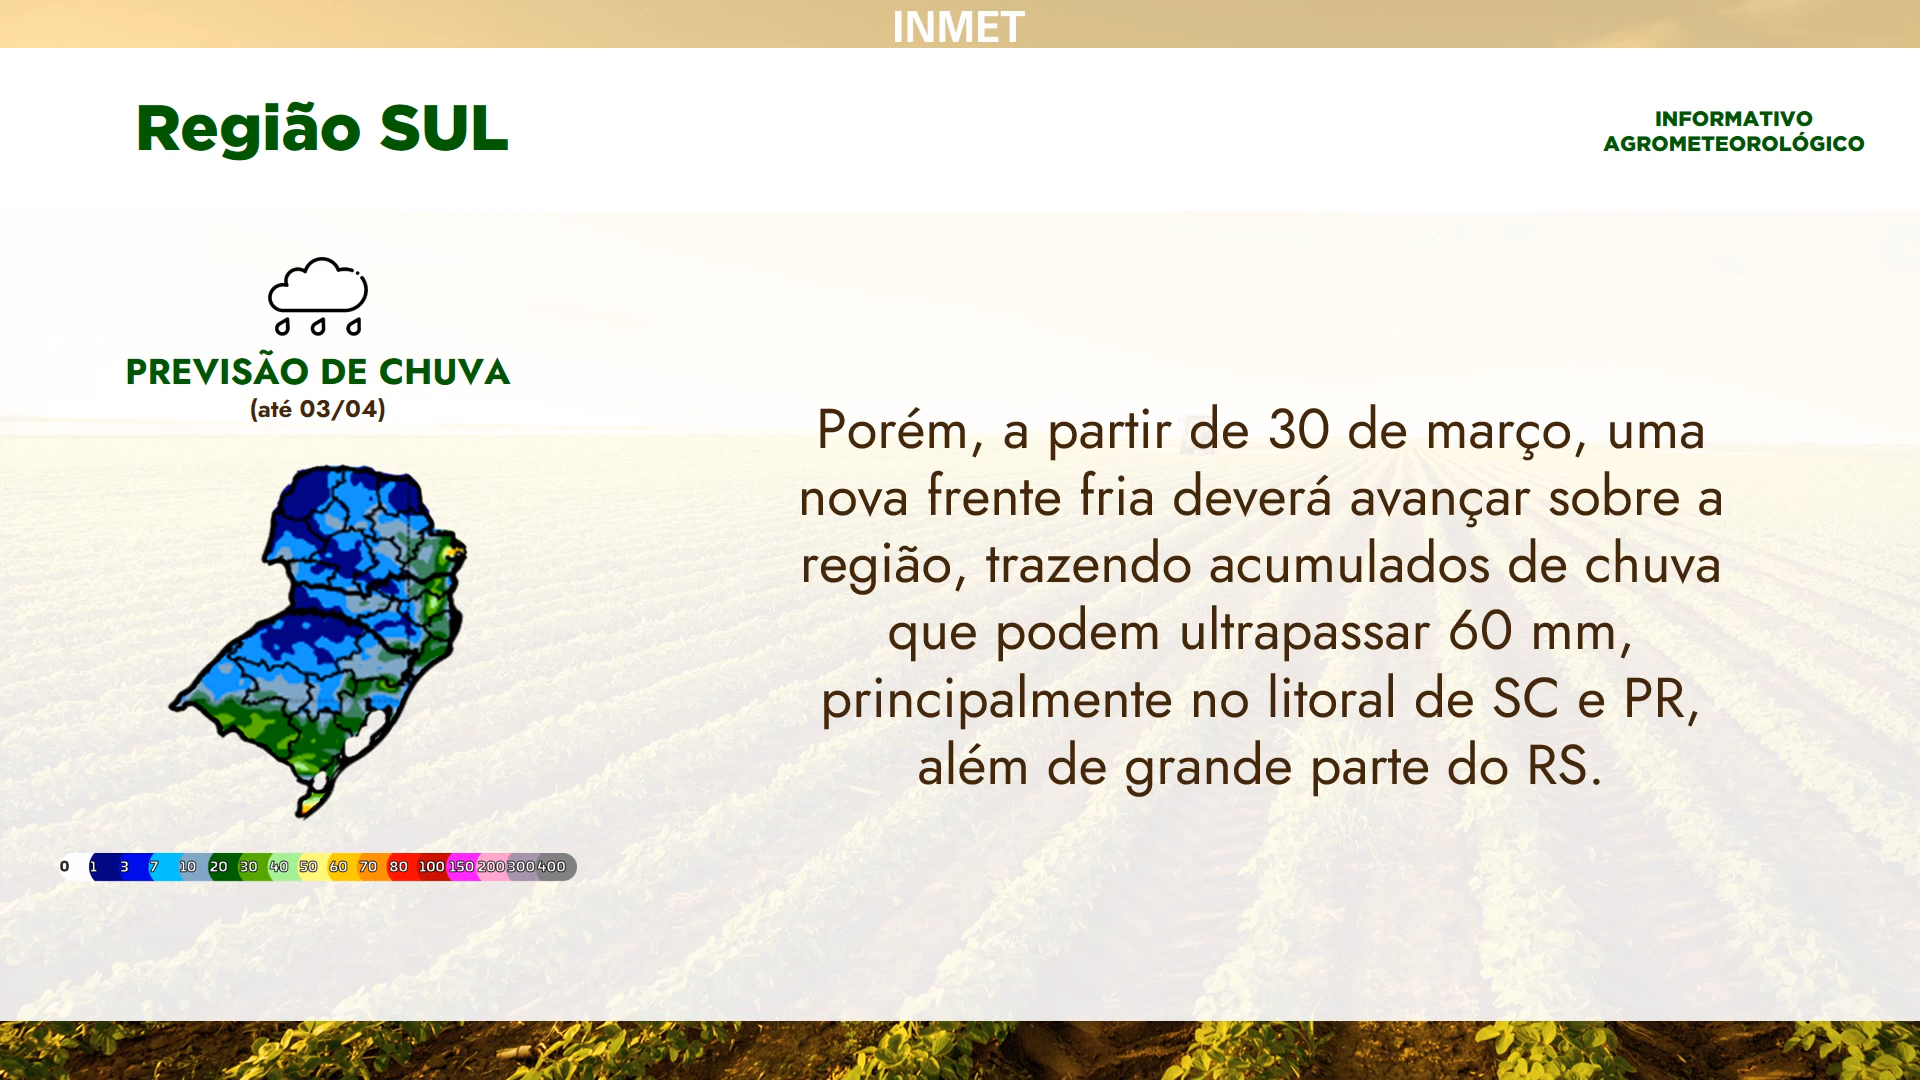 INMET
Região SUL
INFORMATIVO
AGROMETEOROLÓGICO
PREVISÃO DE CHUVA
(até 03/04)
Porém, a partir de 30 de março, uma
nova frente fria deverá avançar sobre a
região, trazendo acumulados de chuva
que podem ultrapassar 60 mm,
principalmente no litoral de SC e PR,
além de grande parte do RS.
0 1 3 7 10 20 30 40 50 60 70 80 100 150 200 300 400